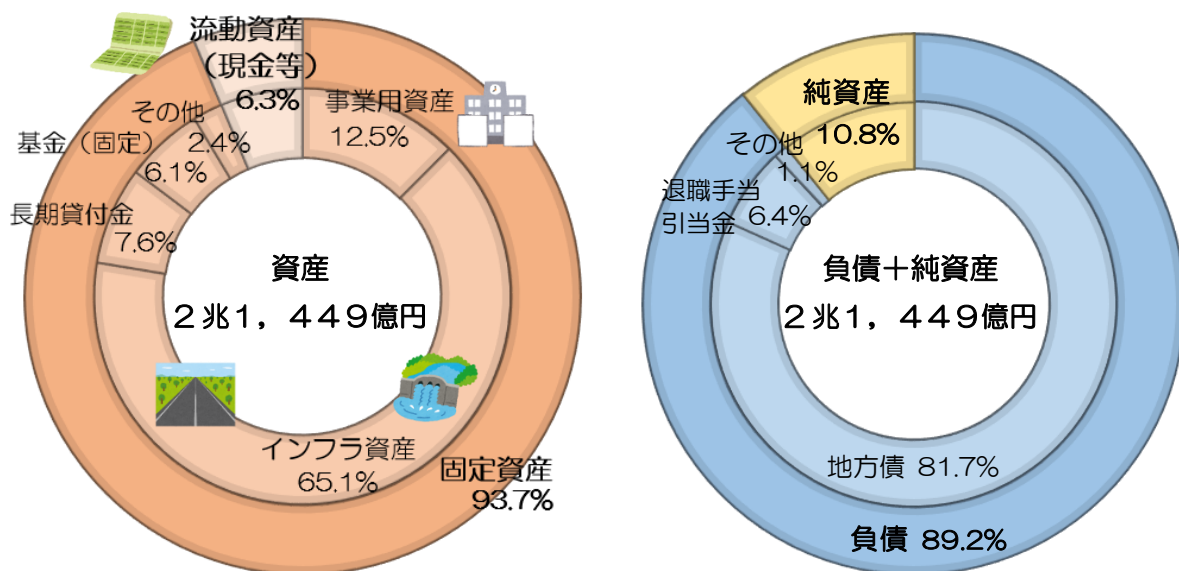 流動資産
（現金等）
6.3%
事業用資産
12.5%
その他
2.4%
基金（固定）
6.1%
長期貸付金
7.6%
資産
２兆１，４４９億円
インフラ資産
65.1%
固定資産
93.7%
純資産
10.8%
その他
1.1%
退職手当
引当金
6.4%
負債＋純資産
２兆１，４４９億円
地方債 81.7%
負債 89.2%